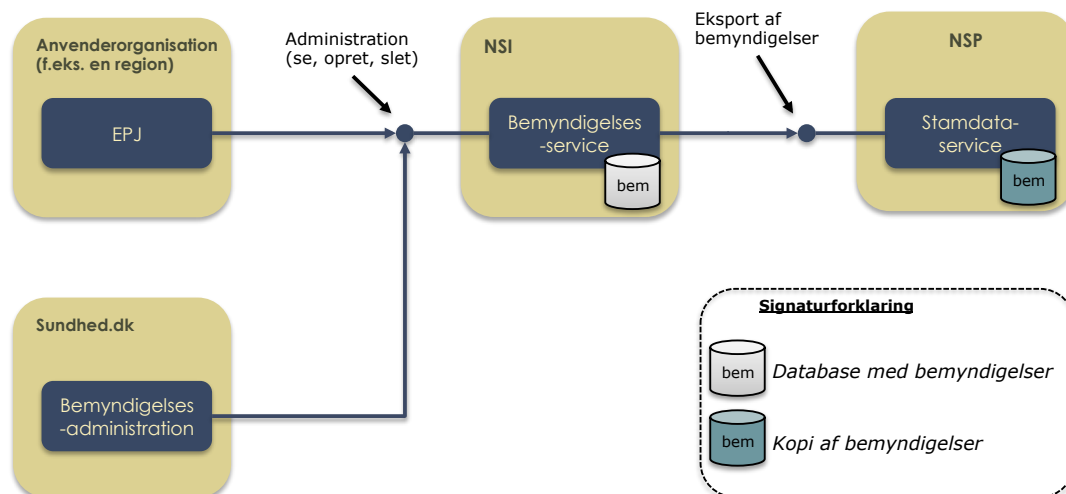 Anvenderorganisation
(f.eks. en region)
EPJ
Administration
(se, opret, slet)
NSI
Bemyndigelses
-service
bem
Eksport af
bemyndigelser
NSP
Stamdata-
service
bem
Sundhed.dk
Bemyndigelses
-administration
Signaturforklaring
bem
Database med bemyndigelser
bem
Kopi af bemyndigelser